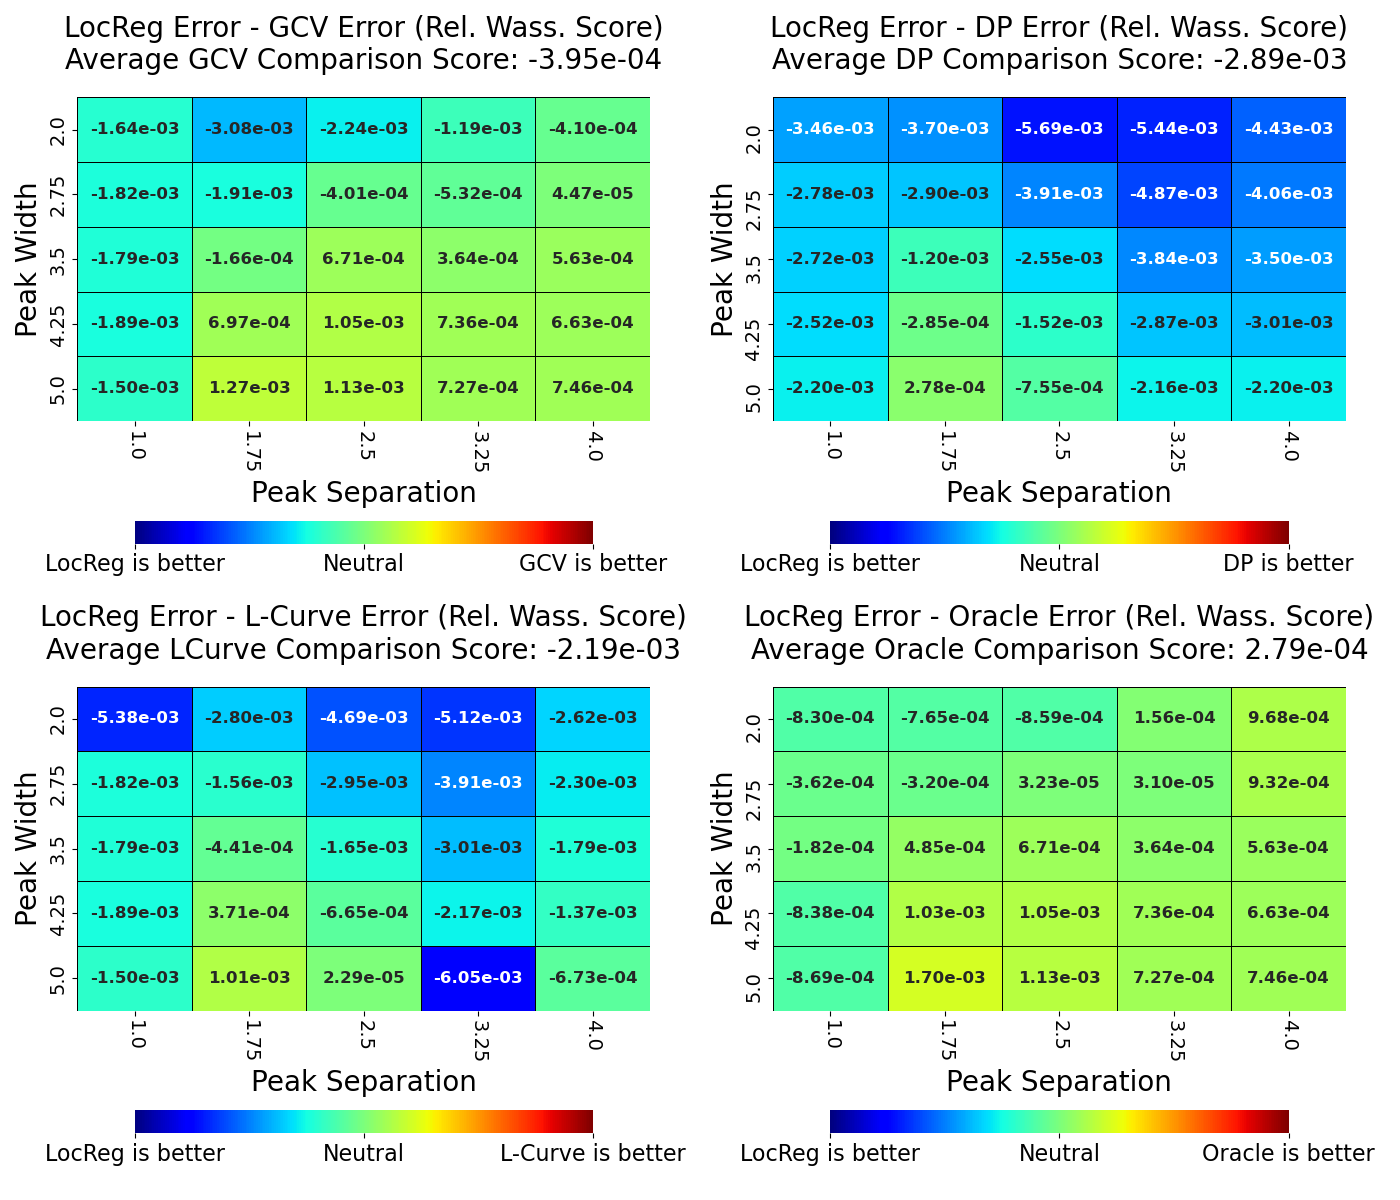 LocReg Error - GCV Error (Rel. Wass. Score)
Average GCV Comparison Score: -3.95e-04
Peak Width
2.0 -1.64e-03 -3.08e-03 -2.24e-03 -1.19e-03 -4.10e-04
2.75 -1.82e-03 -1.91e-03 -4.01e-04 -5.32e-04 4.47e-05
3.5 -1.79e-03 -1.66e-04 6.71e-04 3.64e-04 5.63e-04
4.25 -1.89e-03 6.97e-04 1.05e-03 7.36e-04 6.63e-04
5.0 -1.50e-03 1.27e-03 1.13e-03 7.27e-04 7.46e-04
1.0 1.75 2.5 3.25 4.0
Peak Separation
LocReg is better Neutral GCV is better
LocReg Error - DP Error (Rel. Wass. Score)
Average DP Comparison Score: -2.89e-03
Peak Width
2.0 -3.46e-03 -3.70e-03 -5.69e-03 -5.44e-03 -4.43e-03
2.75 -2.78e-03 -2.90e-03 -3.91e-03 -4.87e-03 -4.06e-03
3.5 -2.72e-03 -1.20e-03 -2.55e-03 -3.84e-03 -3.50e-03
4.25 -2.52e-03 -2.85e-04 -1.52e-03 -2.87e-03 -3.01e-03
5.0 -2.20e-03 2.78e-04 -7.55e-04 -2.16e-03 -2.20e-03
1.0 1.75 2.5 3.25 4.0
Peak Separation
LocReg is better Neutral DP is better
LocReg Error - L-Curve Error (Rel. Wass. Score)
Average LCurve Comparison Score: -2.19e-03
Peak Width
2.0 -5.38e-03 -2.80e-03 -4.69e-03 -5.12e-03 -2.62e-03
2.75 -1.82e-03 -1.56e-03 -2.95e-03 -3.91e-03 -2.30e-03
3.5 -1.79e-03 -4.41e-04 -1.65e-03 -3.01e-03 -1.79e-03
4.25 -1.89e-03 3.71e-04 -6.65e-04 -2.17e-03 -1.37e-03
5.0 -1.50e-03 1.01e-03 2.29e-05 -6.05e-03 -6.73e-04
1.0 1.75 2.5 3.25 4.0
Peak Separation
LocReg is better Neutral L-Curve is better
LocReg Error - Oracle Error (Rel. Wass. Score)
Average Oracle Comparison Score: 2.79e-04
Peak Width
2.0 -8.30e-04 -7.65e-04 -8.59e-04 1.56e-04 9.68e-04
2.75 -3.62e-04 -3.20e-04 3.23e-05 3.10e-05 9.32e-04
3.5 -1.82e-04 4.85e-04 6.71e-04 3.64e-04 5.63e-04
4.25 -8.38e-04 1.03e-03 1.05e-03 7.36e-04 6.63e-04
5.0 -8.69e-04 1.70e-03 1.13e-03 7.27e-04 7.46e-04
1.0 1.75 2.5 3.25 4.0
Peak Separation
LocReg is better Neutral Oracle is better